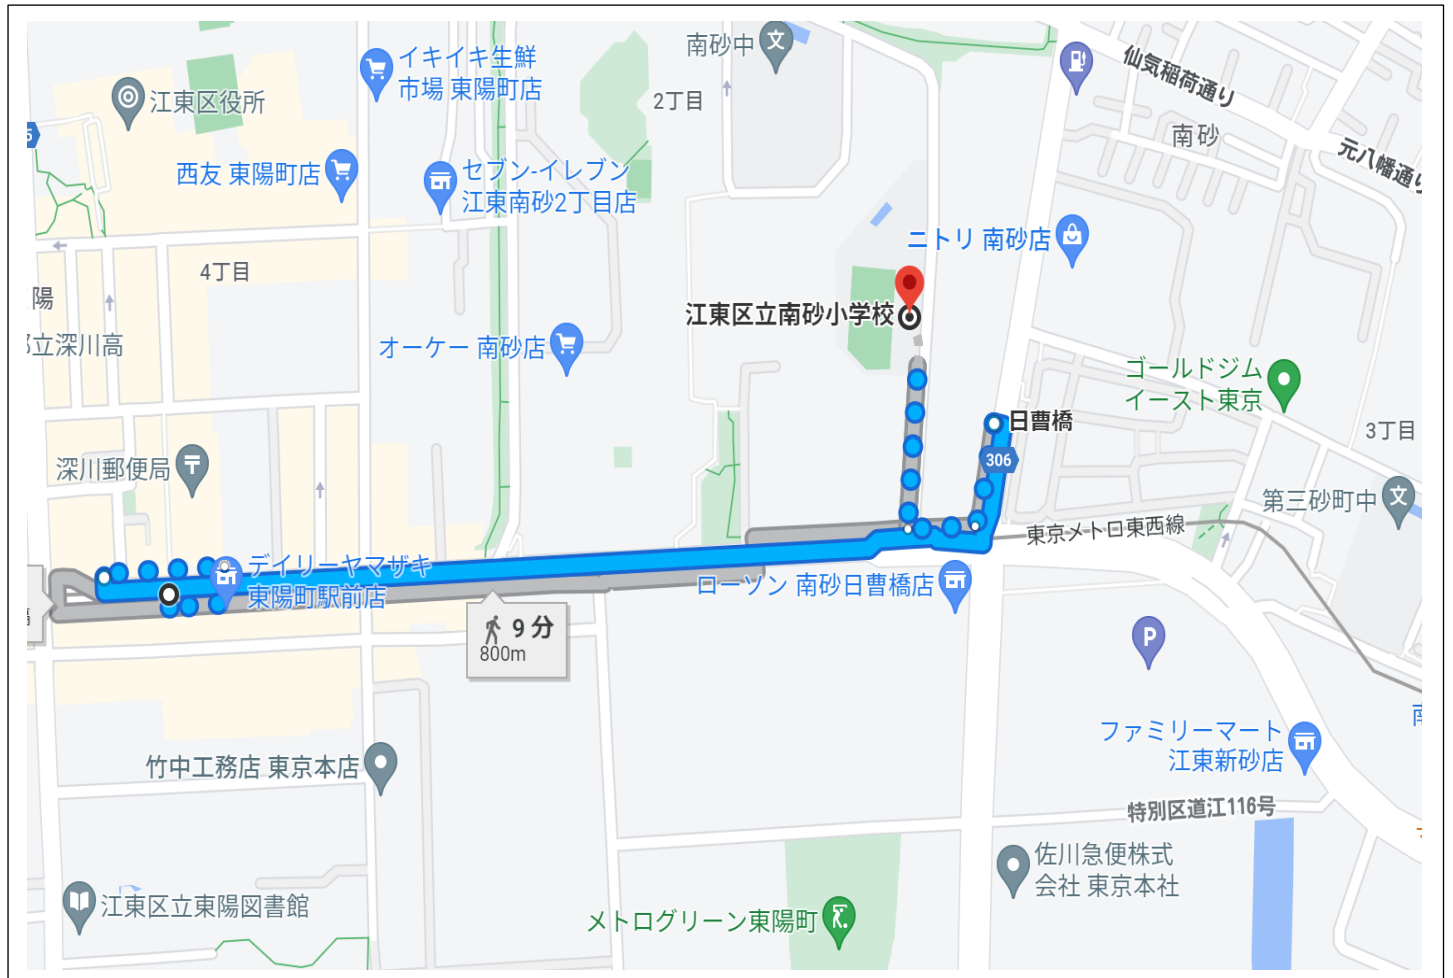 イキイキ生鮮
市場 東陽町店
南砂中
2丁目
仙気稲荷通り
南砂
元八幡通り
江東区役所
西友 東陽町店
セブン-イレブン
江東南砂2丁目店
ニトリ 南砂店
4丁目
陽
江東区立南砂小学校
立深川高
オーケー 南砂店
ゴールドジム
イースト東京
日曹橋
306
3丁目
深川郵便局
第三砂町中
東京メトロ東西線
デイリーヤマザキ
東陽町駅前店
ローソン 南砂日曹橋店
9 分
800m
P
ファミリーマート
江東新砂店
竹中工務店 東京本店
特別区道江116号
佐川急便株式
会社 東京本社
江東区立東陽図書館
メトログリーン東陽町